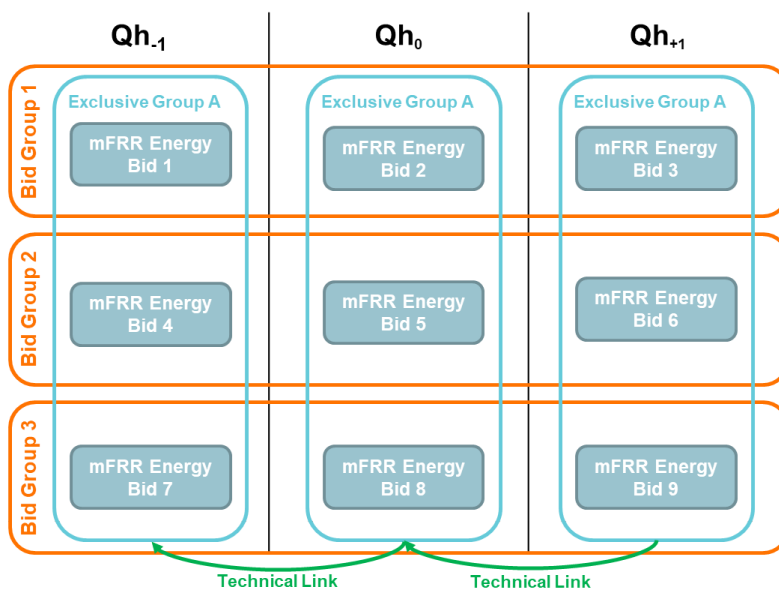 Qh-1
Qh0
Qh+1
Bid Group 1
Exclusive Group A
Exclusive Group A
Exclusive Group A
mFRR Energy
Bid 1
mFRR Energy
Bid 2
mFRR Energy
Bid 3
Bid Group 2
mFRR Energy
Bid 4
mFRR Energy
Bid 5
mFRR Energy
Bid 6
Bid Group 3
mFRR Energy
Bid 7
mFRR Energy
Bid 8
mFRR Energy
Bid 9
Technical Link
Technical Link